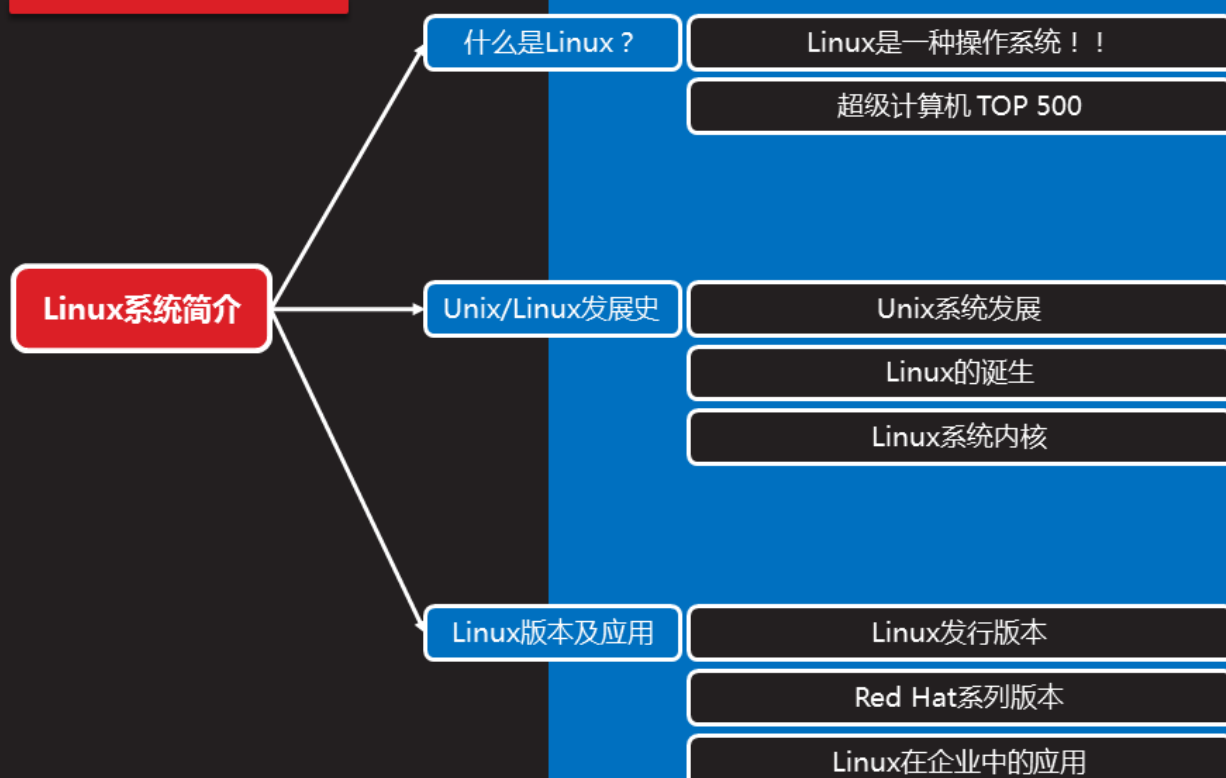 什么是Linux？
Linux是一种操作系统！！
超级计算机 TOP 500
Linux系统简介
Unix/Linux发展史
Unix系统发展
Linux的诞生
Linux系统内核
Linux版本及应用
Linux发行版本
Red Hat系列版本
Linux在企业中的应用